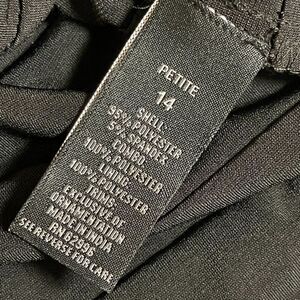 PETITE
14
SHELL:
95% POLYESTER
5% SPANDEX
COMBO:
100% POLYESTER
LINING:
100% POLYESTER
TRIMS:
EXCLUSIVE OF
ORNAMENTATION
MADE IN INDIA
RN 82996
SEE REVERSE FOR CARE